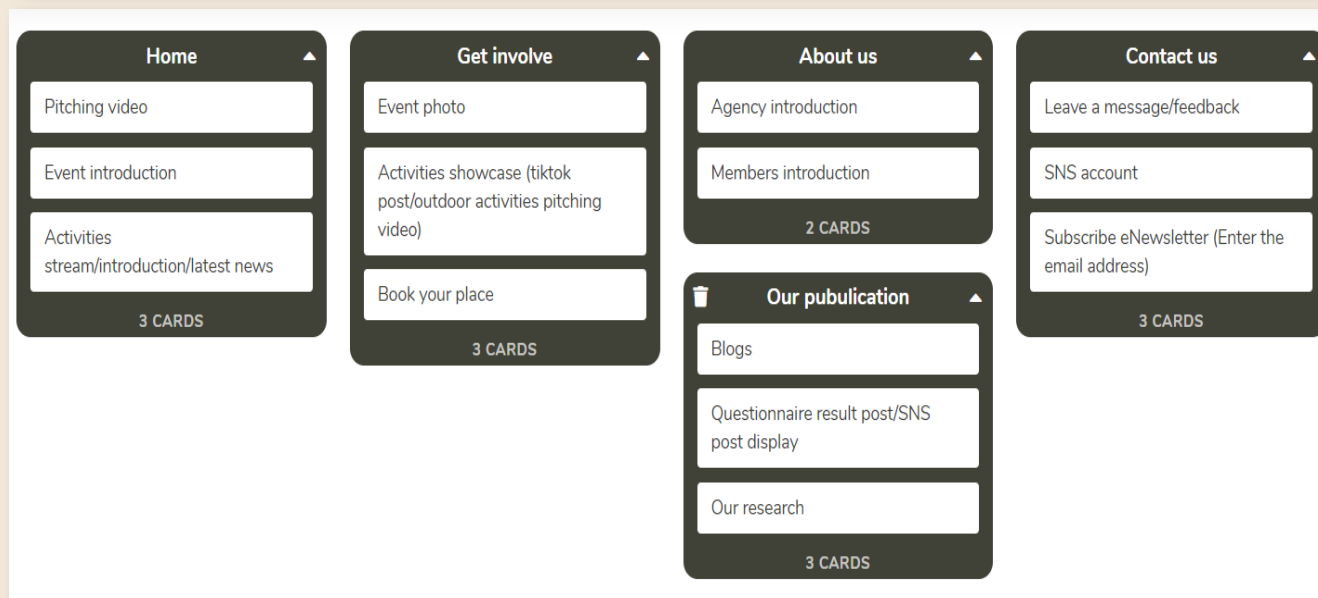 Home
Pitching video
Event introduction
Activities
stream/introduction/latest news
3 CARDS
Get involve
Event photo
Activities showcase (tiktok
post/outdoor activities pitching
video)
Book your place
3 CARDS
About us
Agency introduction
Members introduction
2 CARDS
Our pubulication
Blogs
Questionnaire result post/SNS
post display
Our research
3 CARDS
Contact us
Leave a message/feedback
SNS account
Subscribe eNewsletter (Enter the
email address)
3 CARDS